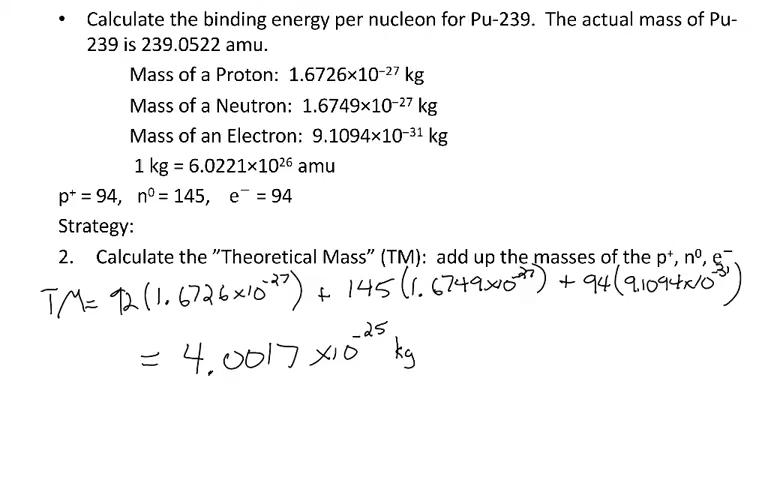 • Calculate the binding energy per nucleon for Pu-239. The actual mass of Pu-
239 is 239.0522 amu.
Mass of a Proton: 1.6726×10⁻²⁷ kg
Mass of a Neutron: 1.6749×10⁻²⁷ kg
Mass of an Electron: 9.1094×10⁻³¹ kg
1 kg = 6.0221×10²⁶ amu
p⁺ = 94, n⁰ = 145, e⁻ = 94
Strategy:
2. Calculate the ”Theoretical Mass” (TM): add up the masses of the p⁺, n⁰, e⁻
TM = 92(1.6726×10⁻²⁷) + 145(1.6749×10⁻²⁷) + 94(9.1094×10⁻³¹)
= 4.0017 ×10⁻²⁵ kg